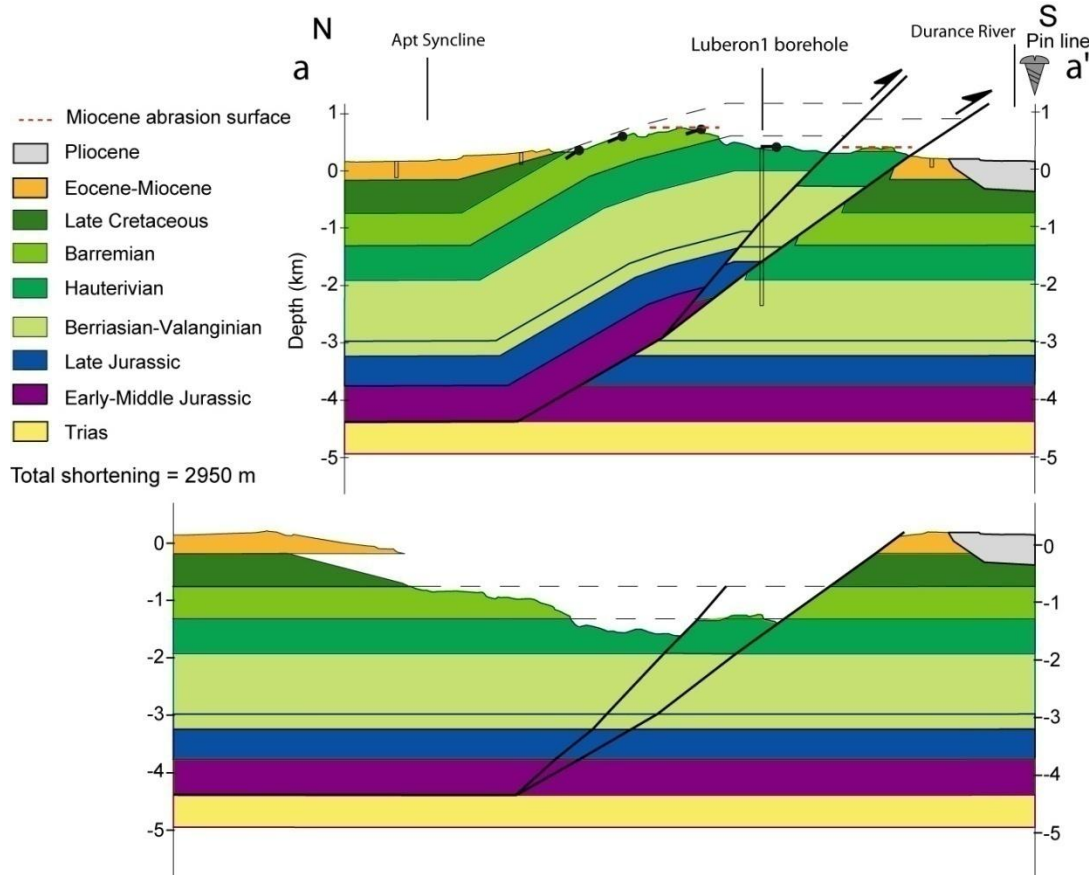 N
S
Apt Syncline
Luberon1 borehole
Durance River
Pin line
a
a'
Miocene abrasion surface
Pliocene
Eocene-Miocene
Late Cretaceous
Barremian
Hauterivian
Berriasian-Valanginian
Late Jurassic
Early-Middle Jurassic
Trias
Total shortening = 2950 m
Depth (km)
1
0
-1
-2
-3
-4
-5
1
0
-1
-2
-3
-4
-5
0
-1
-2
-3
-4
-5
0
-1
-2
-3
-4
-5